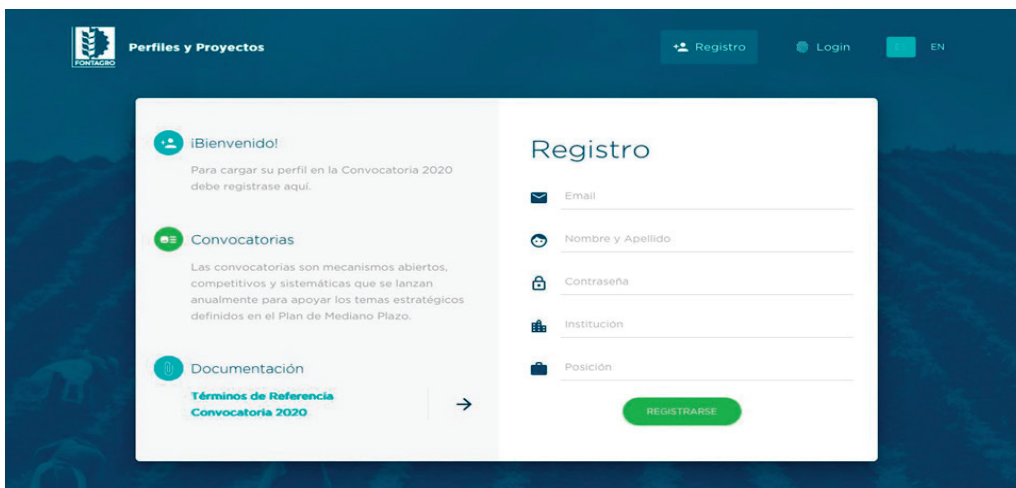 FONTAGRO
Perfiles y Proyectos
Registro
Login
EN
¡Bienvenido!
Para cargar su perfil en la Convocatoria 2020
debe registrase aquí.
Convocatorias
Las convocatorias son mecanismos abiertos,
competitivos y sistemáticas que se lanzan
anualmente para apoyar los temas estratégicos
definidos en el Plan de Mediano Plazo.
Documentación
Términos de Referencia
Convocatoria 2020
Registro
Email
Nombre y Apellido
Contraseña
Institución
Posición
REGISTRARSE